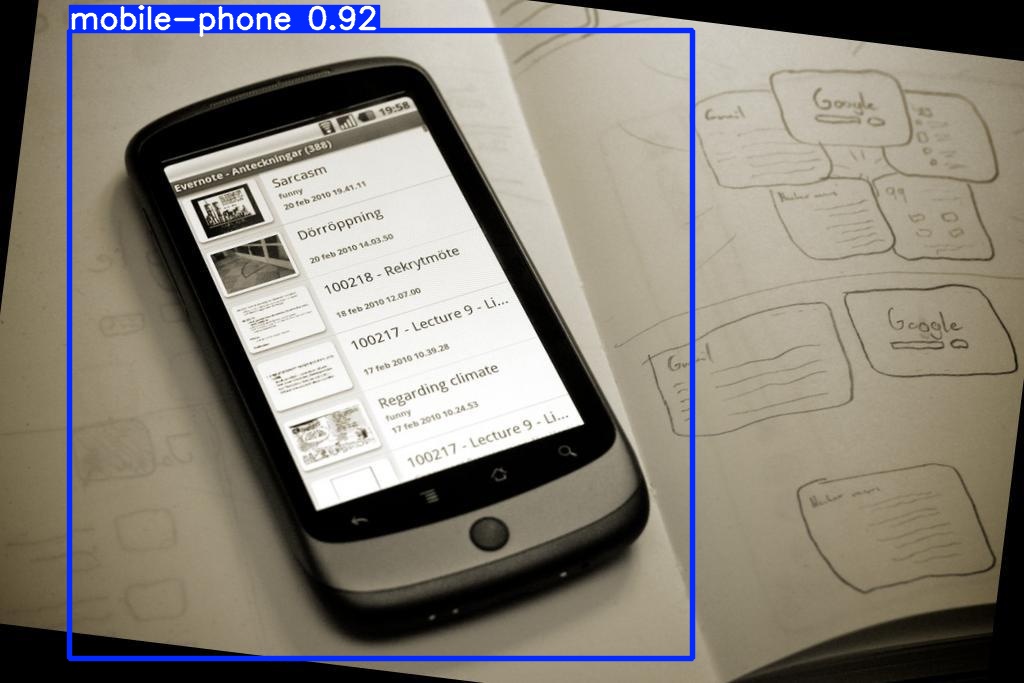 mobile-phone 0.92
19:58
Evernote - Anteckningar (388)
Sarcasm
funny
20 feb 2010 19.41.11
Dörröppning
20 feb 2010 14.03.50
100218 - Rekrytmöte
18 feb 2010 12.07.00
100217 - Lecture 9 - Li...
17 feb 2010 10.39.28
Regarding climate
funny
17 feb 2010 10.24.53
100217 - Lecture 9 - Li...
Google
Gmail
99
Google
Gmail